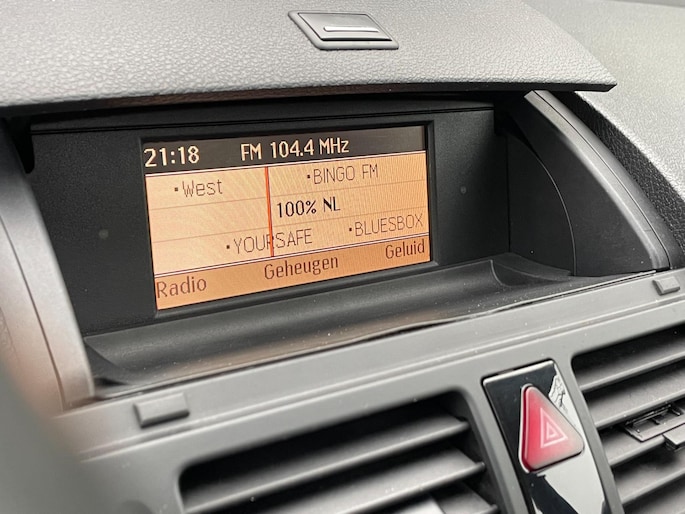 21:18 FM 104.4 MHz
•West •BINGO FM
100% NL
•YOURSAFE •BLUESBOX
Radio Geheugen Geluid